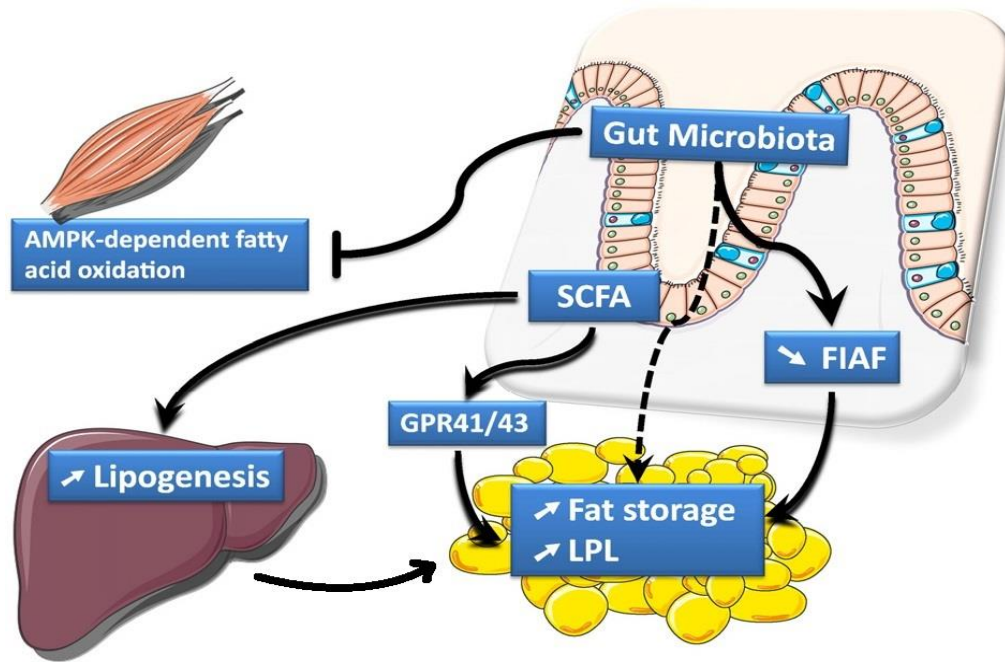 Gut Microbiota
AMPK-dependent fatty
acid oxidation
SCFA
↘ FIAF
GPR41/43
↗ Lipogenesis
↗ Fat storage
↗ LPL